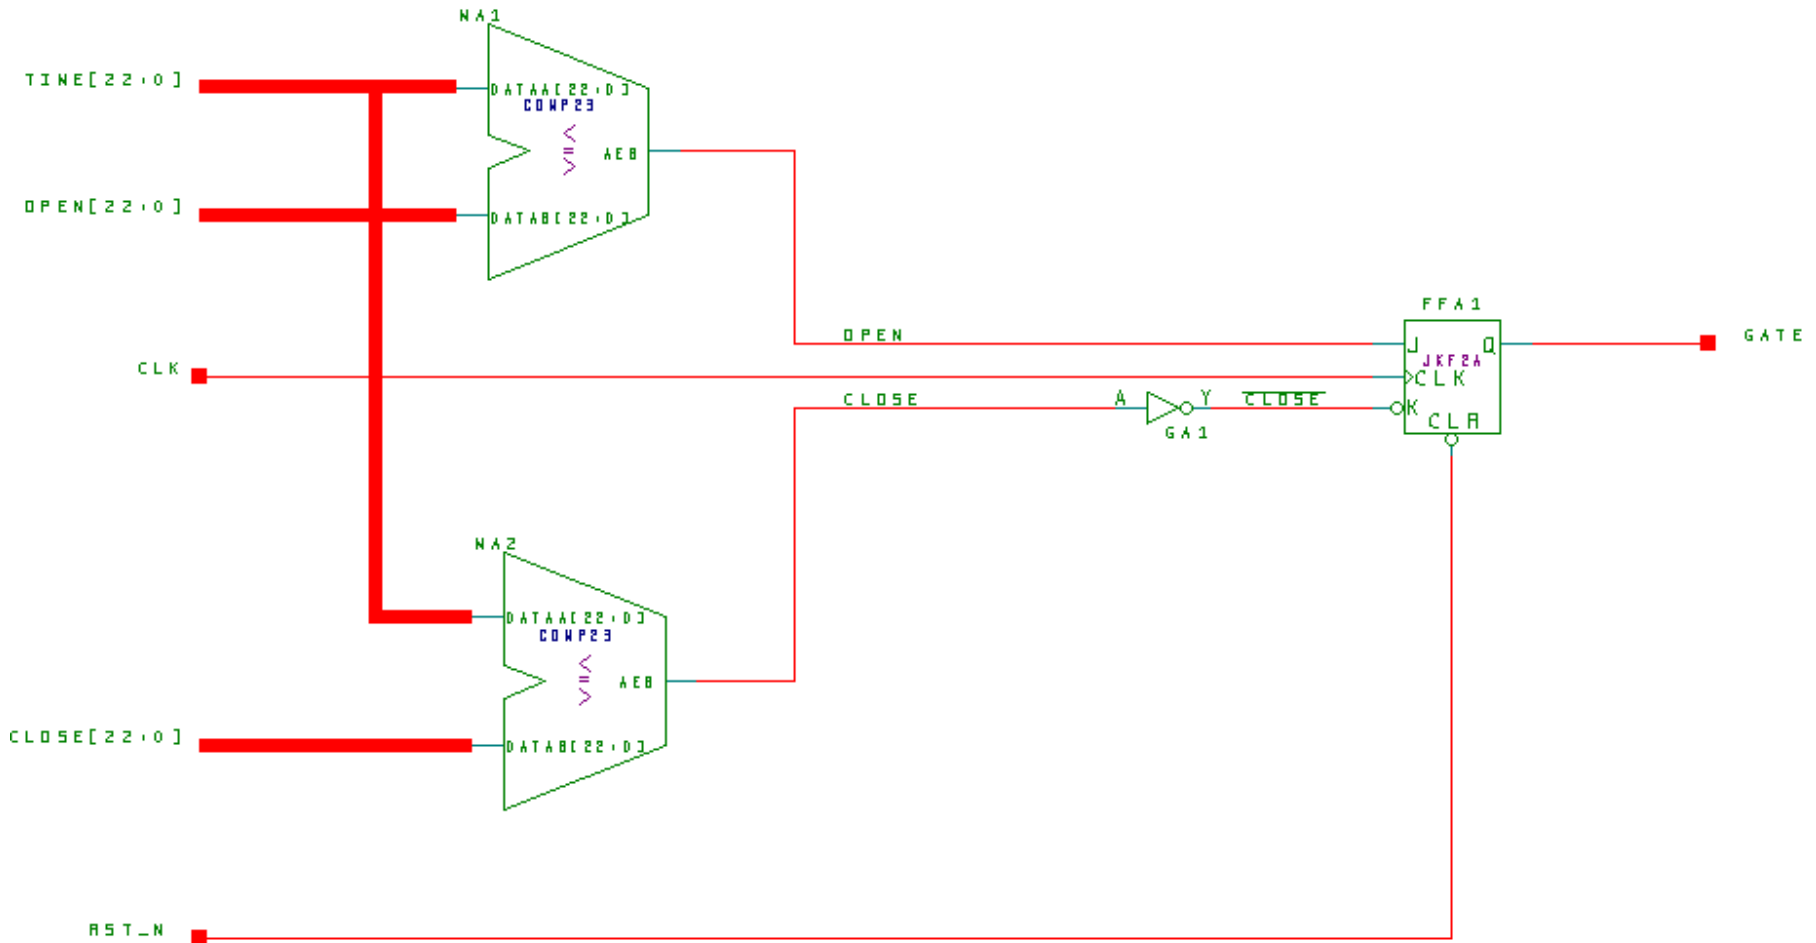 NA1
TIME[22:0]
DATAA[22:0]
COMP23
<=>
AEB
OPEN[22:0]
DATAB[22:0]
FFA1
OPEN
J
Q
GATE
JKF2A
CLK
CLK
CLOSE
A
Y
CLOSE
K
GA1
CLR
NA2
DATAA[22:0]
COMP23
<=>
AEB
CLOSE[22:0]
DATAB[22:0]
RST_N